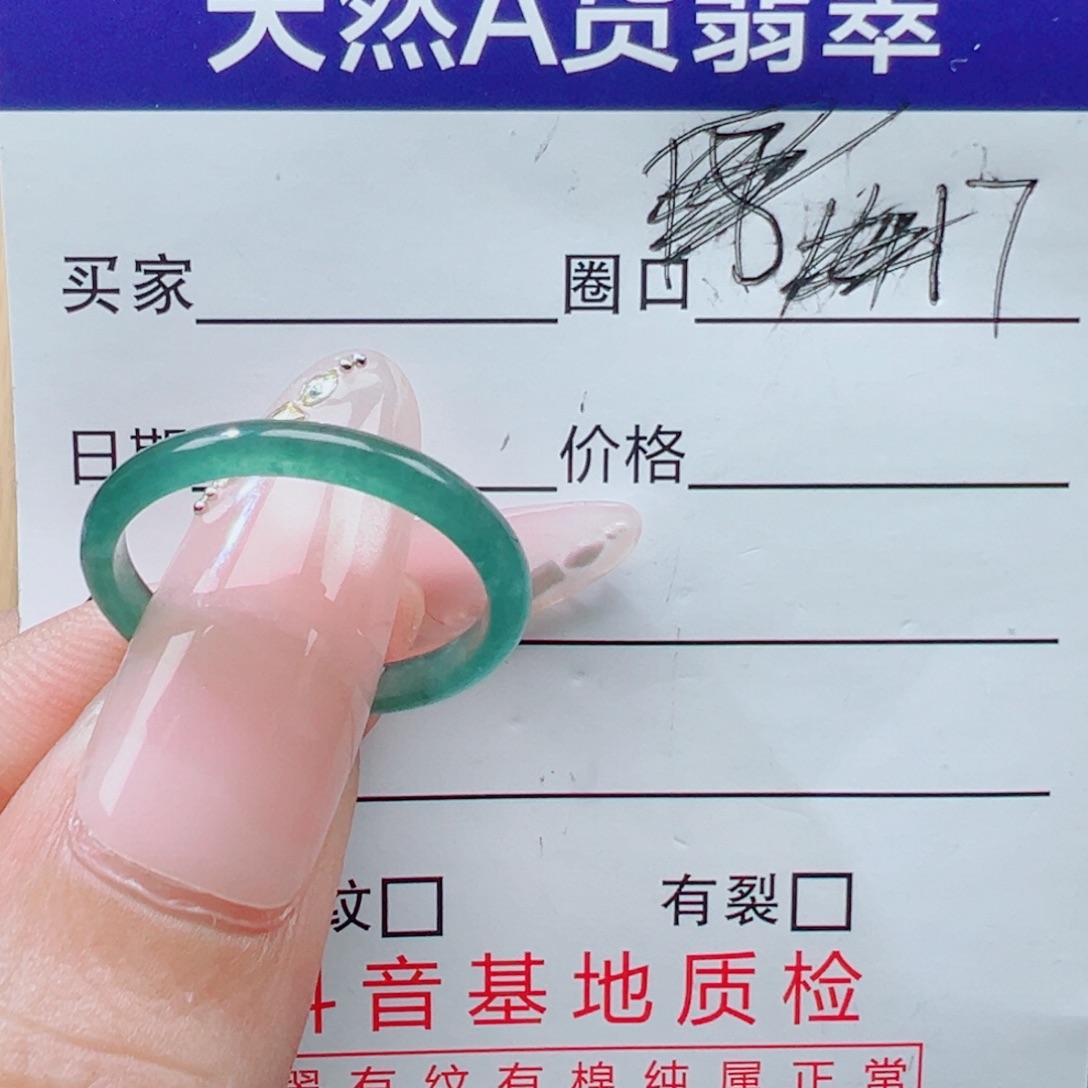 天然A货翡翠
买家 圈口 17
日期 价格
纹 有裂
抖音基地质检
翡有纹有棉纯属正常